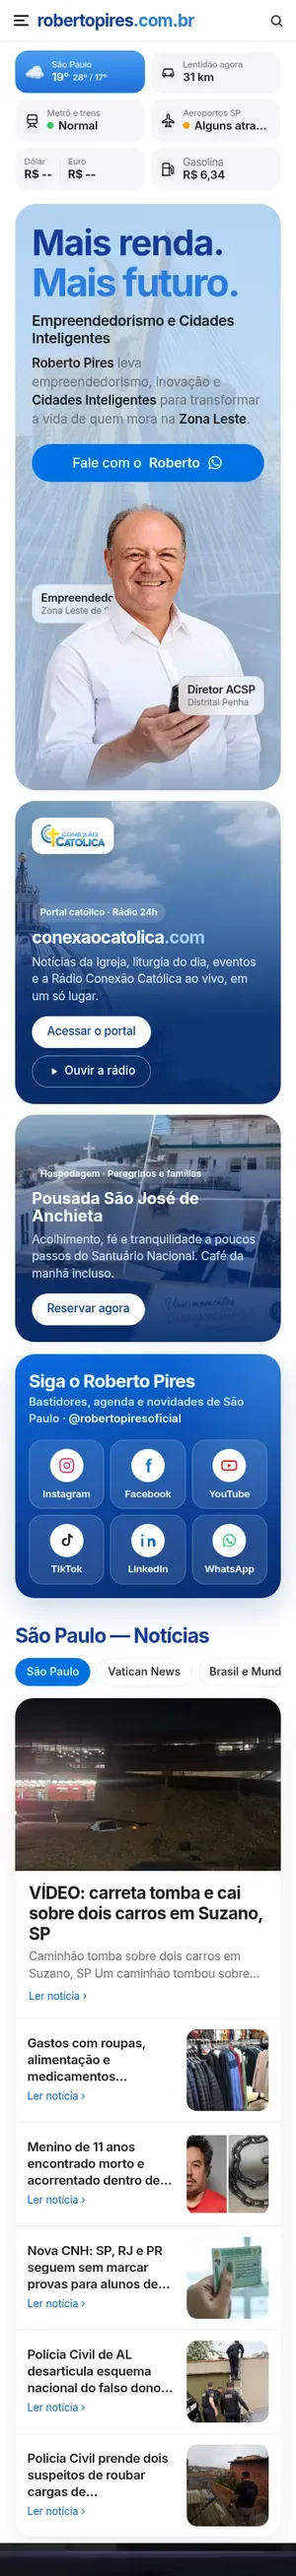 robertopires.com.br
São Paulo
19° 28° / 17°
Lentidão agora
31 km
Metrô e trens
Normal
Aeroportos SP
Alguns atra...
Dólar
R$ --
Euro
R$ --
Gasolina
R$ 6,34
Mais renda.
Mais futuro.
Empreendedorismo e Cidades
Inteligentes
Roberto Pires leva
empreendedorismo, inovação e
Cidades Inteligentes para transformar
a vida de quem mora na Zona Leste.
Fale com o Roberto
Empreendedo
Zona Leste de S
Diretor ACSP
Distrital Penha
CONEXÃO
CATÓLICA
Portal católico · Rádio 24h
conexaocatolica.com
Notícias da Igreja, liturgia do dia, eventos
e a Rádio Conexão Católica ao vivo, em
um só lugar.
Acessar o portal
Ouvir a rádio
Hospedagem · Peregrinos e famílias
Pousada São José de
Anchieta
Acolhimento, fé e tranquilidade a poucos
passos do Santuário Nacional. Café da
manhã incluso.
Reservar agora
Siga o Roberto Pires
Bastidores, agenda e novidades de São
Paulo · @robertopiresoficial
Instagram
Facebook
YouTube
TikTok
LinkedIn
WhatsApp
São Paulo — Notícias
São Paulo
Vatican News
Brasil e Mund
VÍDEO: carreta tomba e cai
sobre dois carros em Suzano,
SP
Caminhão tomba sobre dois carros em
Suzano, SP Um caminhão tombou sobre...
Ler notícia ›
Gastos com roupas,
alimentação e
medicamentos...
Ler notícia ›
Menino de 11 anos
encontrado morto e
acorrentado dentro de...
Ler notícia ›
Nova CNH: SP, RJ e PR
seguem sem marcar
provas para alunos de...
Ler notícia ›
Polícia Civil de AL
desarticula esquema
nacional do falso dono...
Ler notícia ›
Policia Civil prende dois
suspeitos de roubar
cargas de...
Ler notícia ›